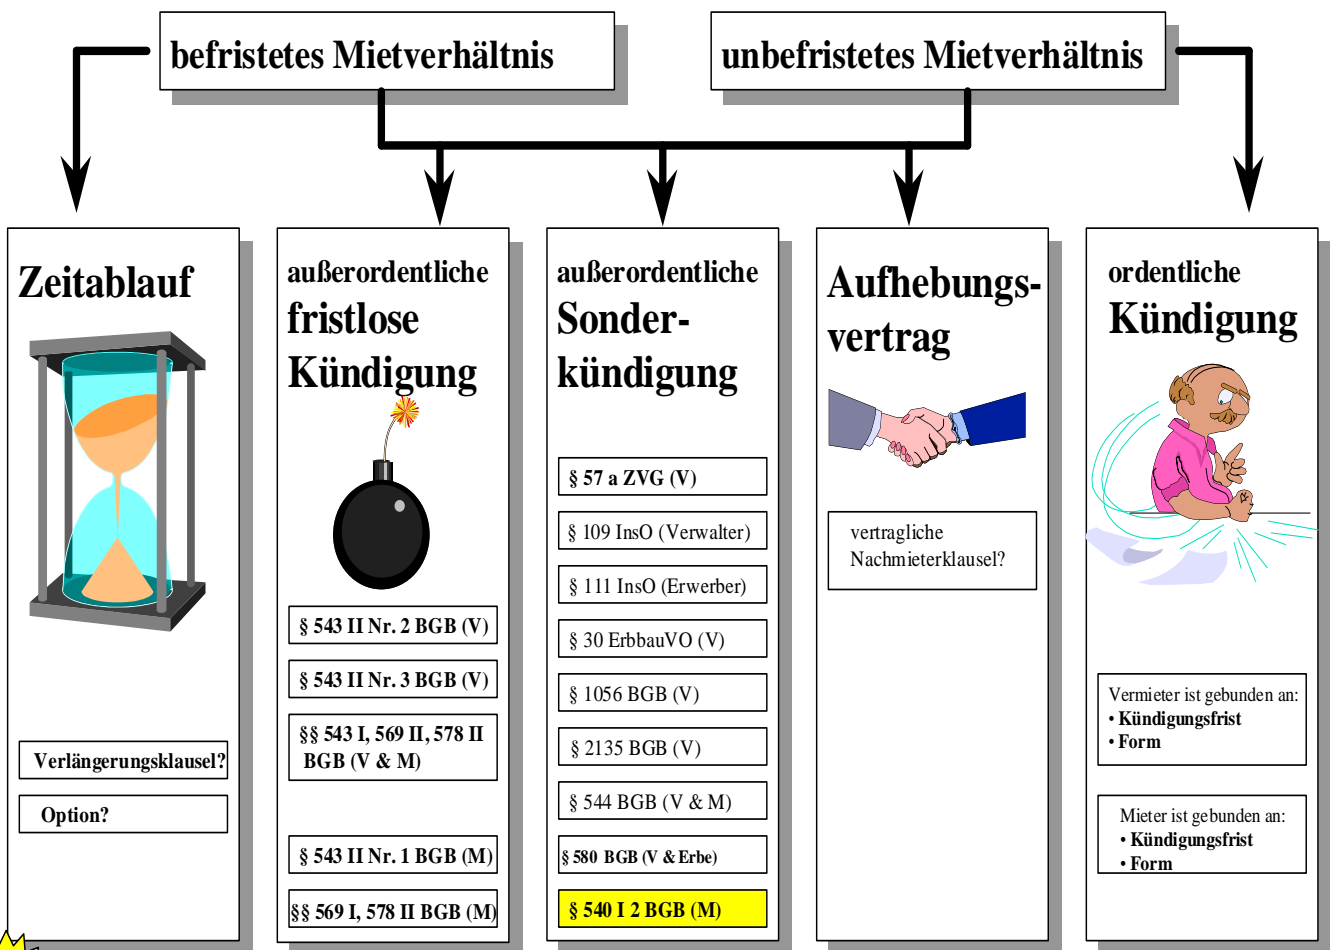 befristetes Mietverhältnis
unbefristetes Mietverhältnis
Zeitablauf
Verlängerungsklausel?
Option?
außerordentliche
fristlose
Kündigung
§ 543 II Nr. 2 BGB (V)
§ 543 II Nr. 3 BGB (V)
§§ 543 I, 569 II, 578 II
BGB (V & M)
§ 543 II Nr. 1 BGB (M)
§§ 569 I, 578 II BGB (M)
außerordentliche
Sonder-
kündigung
§ 57 a ZVG (V)
§ 109 InsO (Verwalter)
§ 111 InsO (Erwerber)
§ 30 ErbbauVO (V)
§ 1056 BGB (V)
§ 2135 BGB (V)
§ 544 BGB (V & M)
§ 580 BGB (V & Erbe)
§ 540 I 2 BGB (M)
Aufhebungs-
vertrag
vertragliche
Nachmieterklausel?
ordentliche
Kündigung
Vermieter ist gebunden an:
• Kündigungsfrist
• Form
Mieter ist gebunden an:
• Kündigungsfrist
• Form